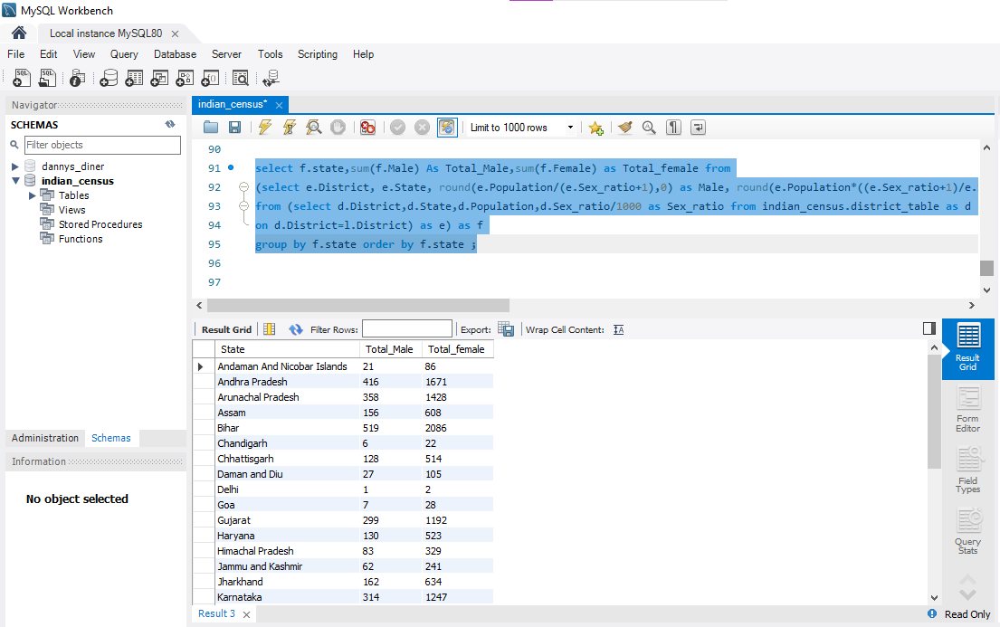 MySQL Workbench
Local instance MySQL80
File Edit View Query Database Server Tools Scripting Help
Navigator
SCHEMAS
Filter objects
dannys_diner
indian_census
Tables
Views
Stored Procedures
Functions
Administration Schemas
Information
No object selected
indian_census*
Limit to 1000 rows
90
91 select f.state,sum(f.Male) As Total_Male,sum(f.Female) as Total_female from
92 (select e.District, e.State, round(e.Population/(e.Sex_ratio+1),0) as Male, round(e.Population*((e.Sex_ratio+1)/e.
93 from (select d.District,d.State,d.Population,d.Sex_ratio/1000 as Sex_ratio from indian_census.district_table as d
94 on d.District=l.District) as e) as f
95 group by f.state order by f.state ;
96
97
Result Grid Filter Rows: Export: Wrap Cell Content:
State Total_Male Total_female
Andaman And Nicobar Islands 21 86
Andhra Pradesh 416 1671
Arunachal Pradesh 358 1428
Assam 156 608
Bihar 519 2086
Chandigarh 6 22
Chhattisgarh 128 514
Daman and Diu 27 105
Delhi 1 2
Goa 7 28
Gujarat 299 1192
Haryana 130 523
Himachal Pradesh 83 329
Jammu and Kashmir 62 241
Jharkhand 162 634
Karnataka 314 1247
Result
Grid
Form
Editor
Field
Types
Query
Stats
Result 3
Read Only